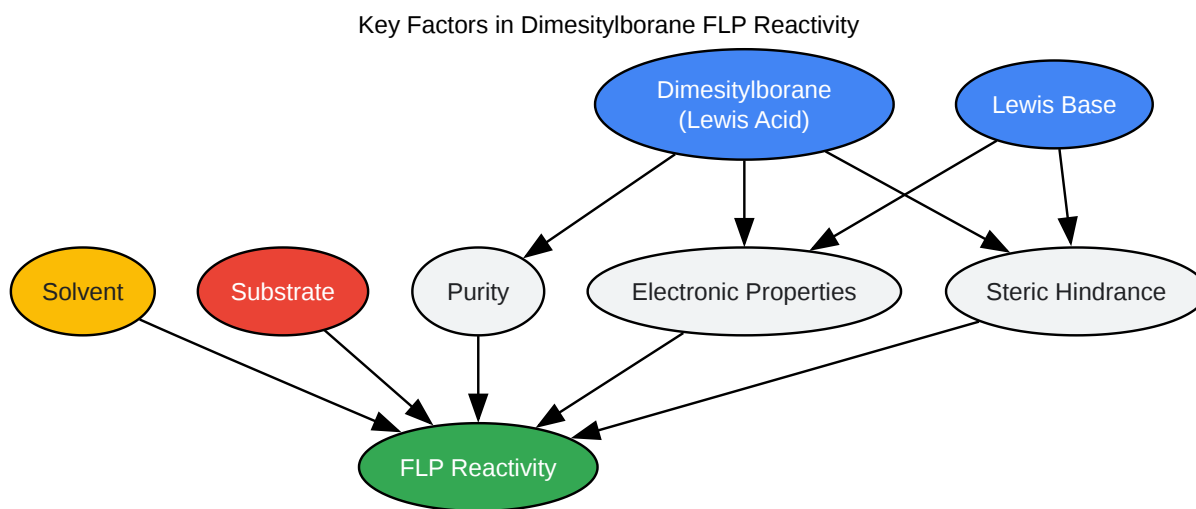 Key Factors in Dimesitylborane FLP Reactivity
Dimesitylborane
(Lewis Acid)
Lewis Base
Solvent
Substrate
Purity
Electronic Properties
Steric Hindrance
FLP Reactivity